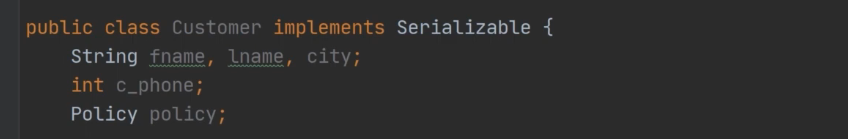 public class Customer implements Serializable {
String fname, lname, city;
int c_phone;
Policy policy;